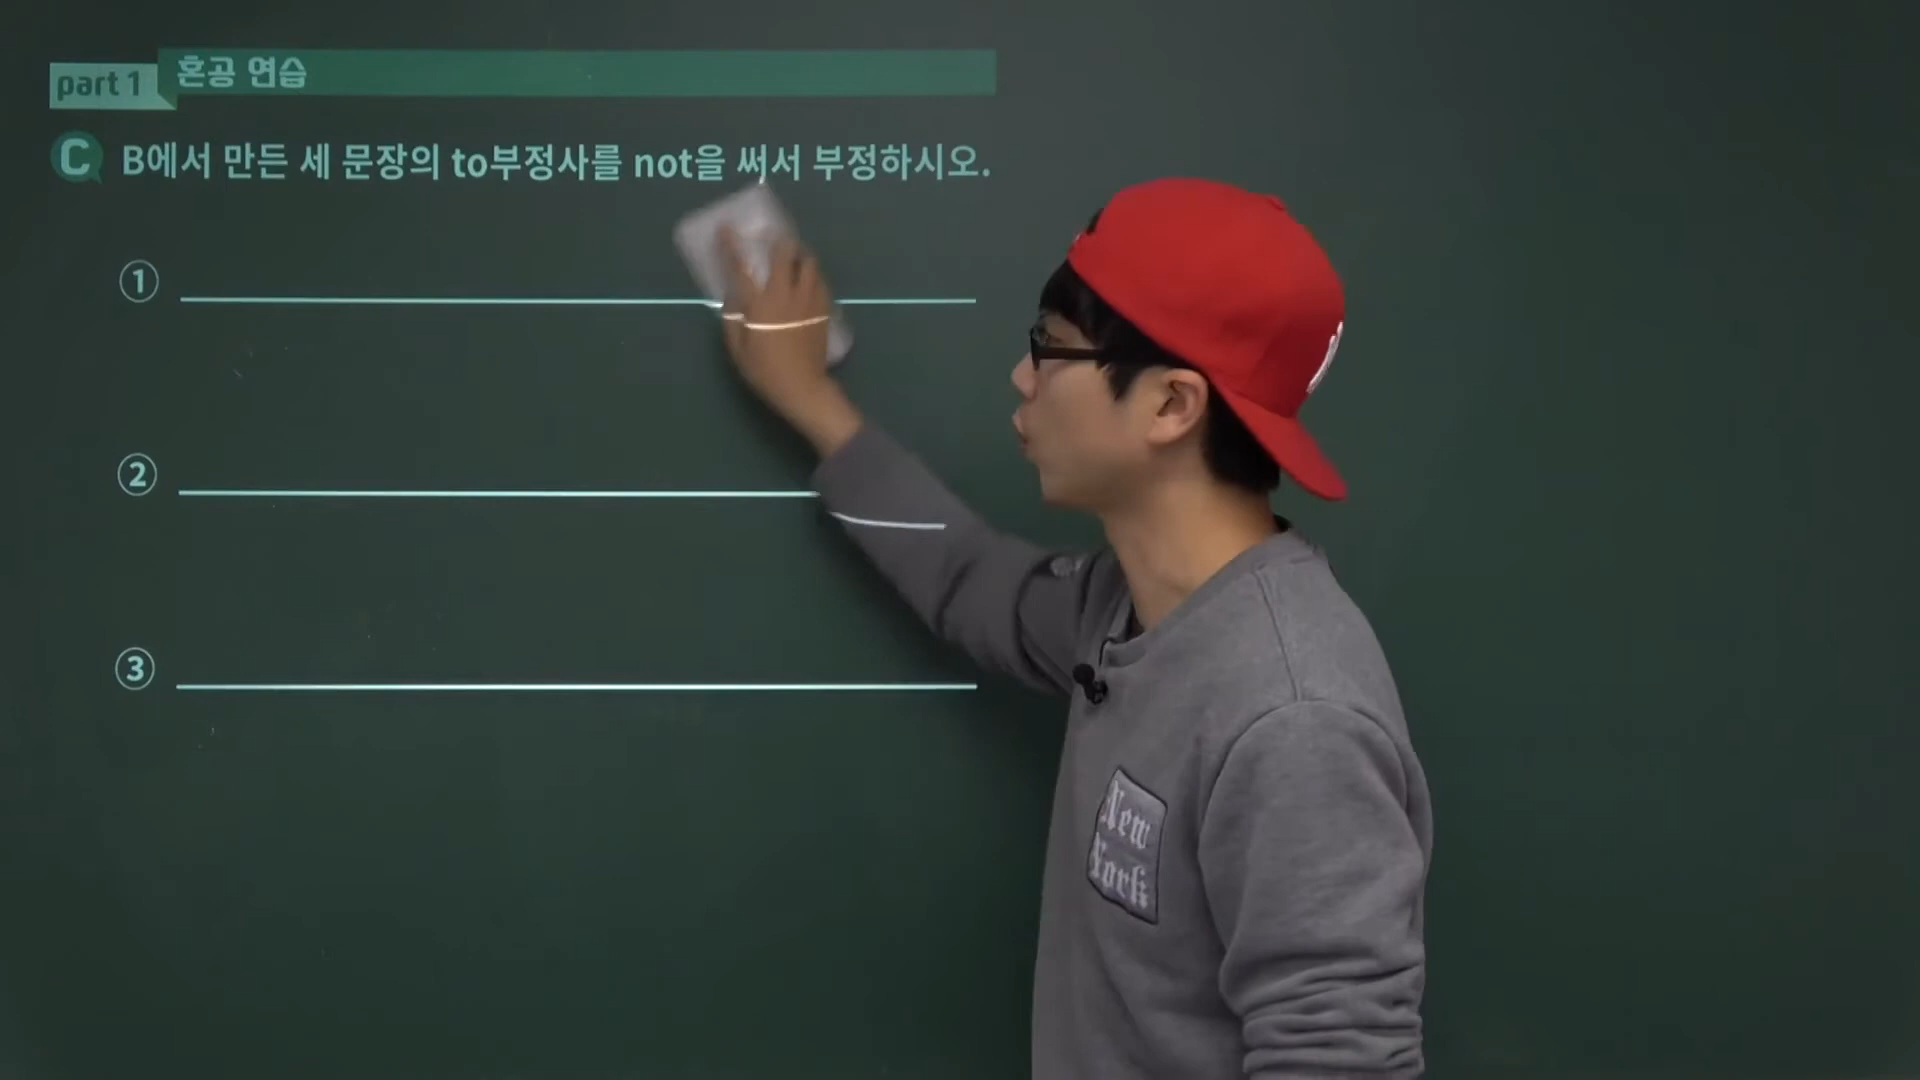 part 1 혼공 연습
C B에서 만든 세 문장의 to부정사를 not을 써서 부정하시오.
①
②
③
New
York